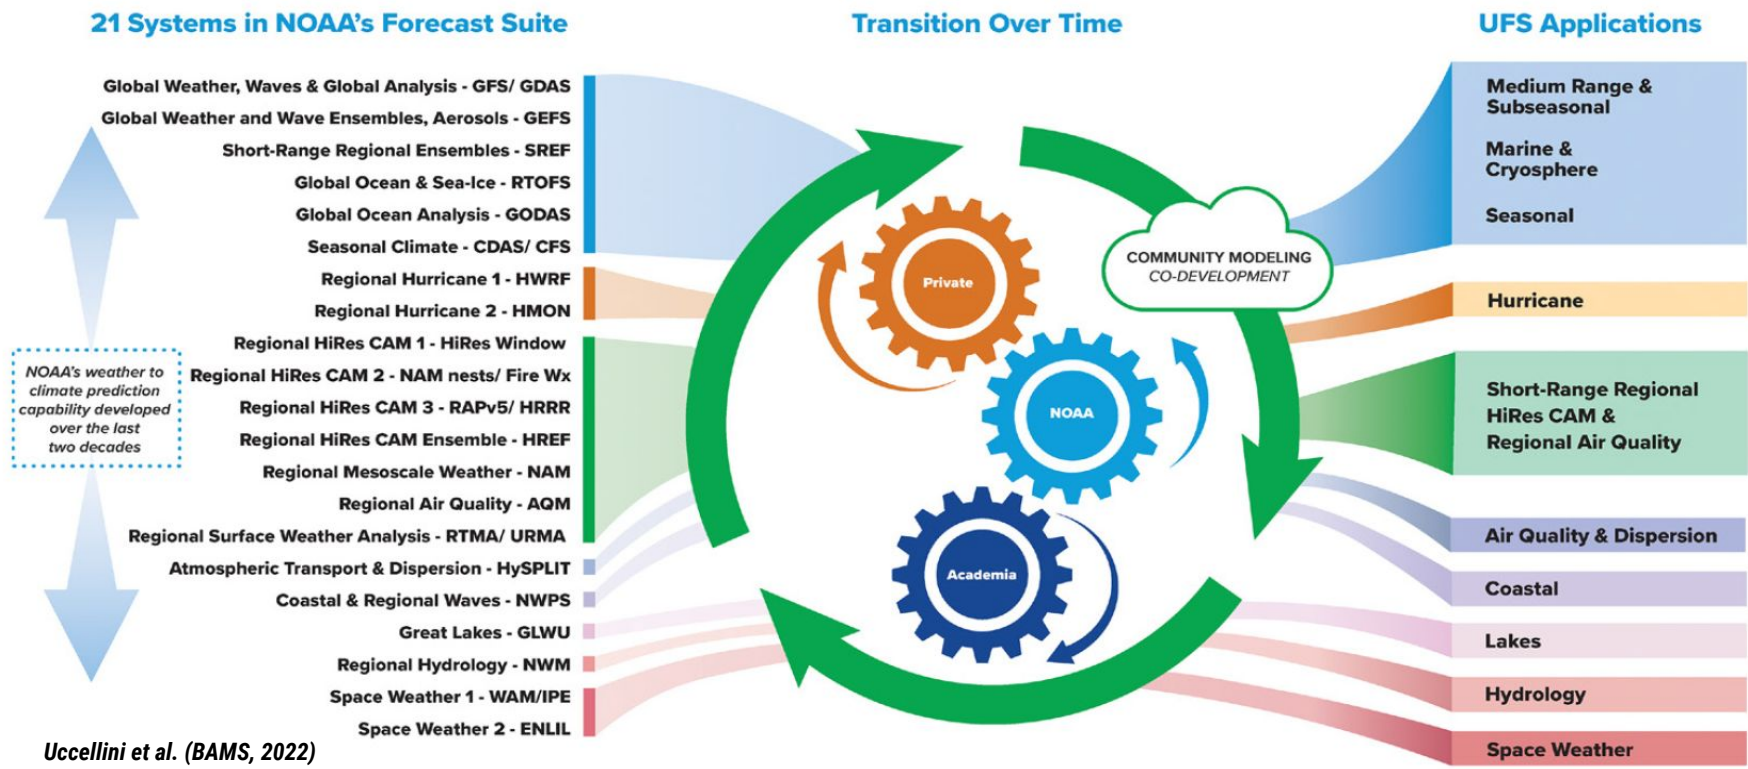 21 Systems in NOAA's Forecast Suite
Global Weather, Waves & Global Analysis - GFS/ GDAS
Global Weather and Wave Ensembles, Aerosols - GEFS
Short-Range Regional Ensembles - SREF
Global Ocean & Sea-Ice - RTOFS
Global Ocean Analysis - GODAS
Seasonal Climate - CDAS/ CFS
Regional Hurricane 1 - HWRF
Regional Hurricane 2 - HMON
Regional HiRes CAM 1 - HiRes Window
Regional HiRes CAM 2 - NAM nests/ Fire Wx
Regional HiRes CAM 3 - RAPv5/ HRRR
Regional HiRes CAM Ensemble - HREF
Regional Mesoscale Weather - NAM
Regional Air Quality - AQM
Regional Surface Weather Analysis - RTMA/ URMA
Atmospheric Transport & Dispersion - HySPLIT
Coastal & Regional Waves - NWPS
Great Lakes - GLWU
Regional Hydrology - NWM
Space Weather 1 - WAM/IPE
Space Weather 2 - ENLIL
NOAA's weather to
climate prediction
capability developed
over the last
two decades
Uccellini et al. (BAMS, 2022)
Transition Over Time
COMMUNITY MODELING
CO-DEVELOPMENT
Private
NOAA
Academia
UFS Applications
Medium Range &
Subseasonal
Marine &
Cryosphere
Seasonal
Hurricane
Short-Range Regional
HiRes CAM &
Regional Air Quality
Air Quality & Dispersion
Coastal
Lakes
Hydrology
Space Weather